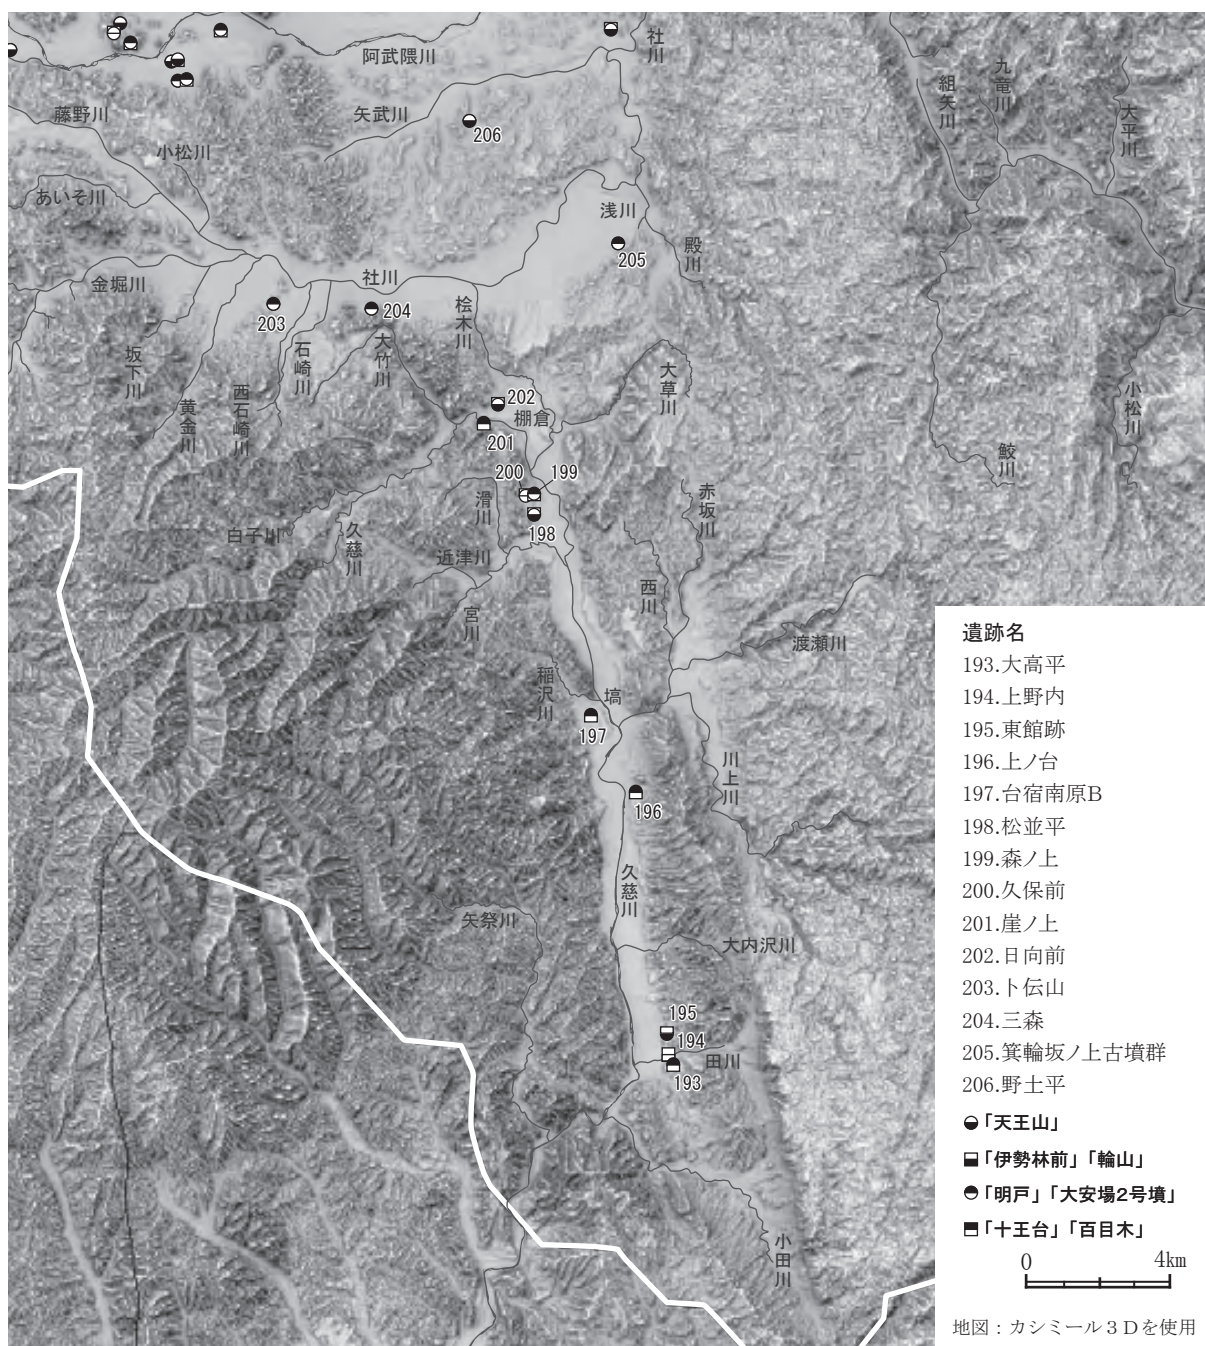 社川
阿武隈川
藤野川
矢武川
206
小松川
あいそ川
組矢川
九竜川
大平川
浅川
205
殿川
金堀川
社川
203
204
桧木川
坂下川
黄金川
西石崎川
石崎川
大竹川
大草川
小松川
202
棚倉
201
鮫川
200
199
滑川
198
赤坂川
白子川
久慈川
近津川
西川
宮川
渡瀬川
稲沢川
塙
197
川上川
196
久慈川
矢祭川
大内沢川
195
194
田川
193
小田川
遺跡名
193.大高平
194.上野内
195.東館跡
196.上ノ台
197.台宿南原B
198.松並平
199.森ノ上
200.久保前
201.崖ノ上
202.日向前
203.卜伝山
204.三森
205.箕輪坂ノ上古墳群
206.野土平
「天王山」
「伊勢林前」「輪山」
「明戸」「大安場2号墳」
「十王台」「百目木」
0 4km
地図：カシミール３Ｄを使用